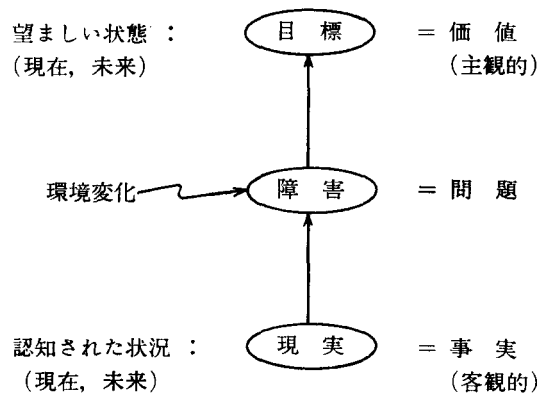 望ましい状態： 目標 ＝ 価値
(現在，未来) (主観的)
環境変化 障害 ＝ 問題
認知された状況： 現実 ＝ 事実
(現在，未来) (客観的)